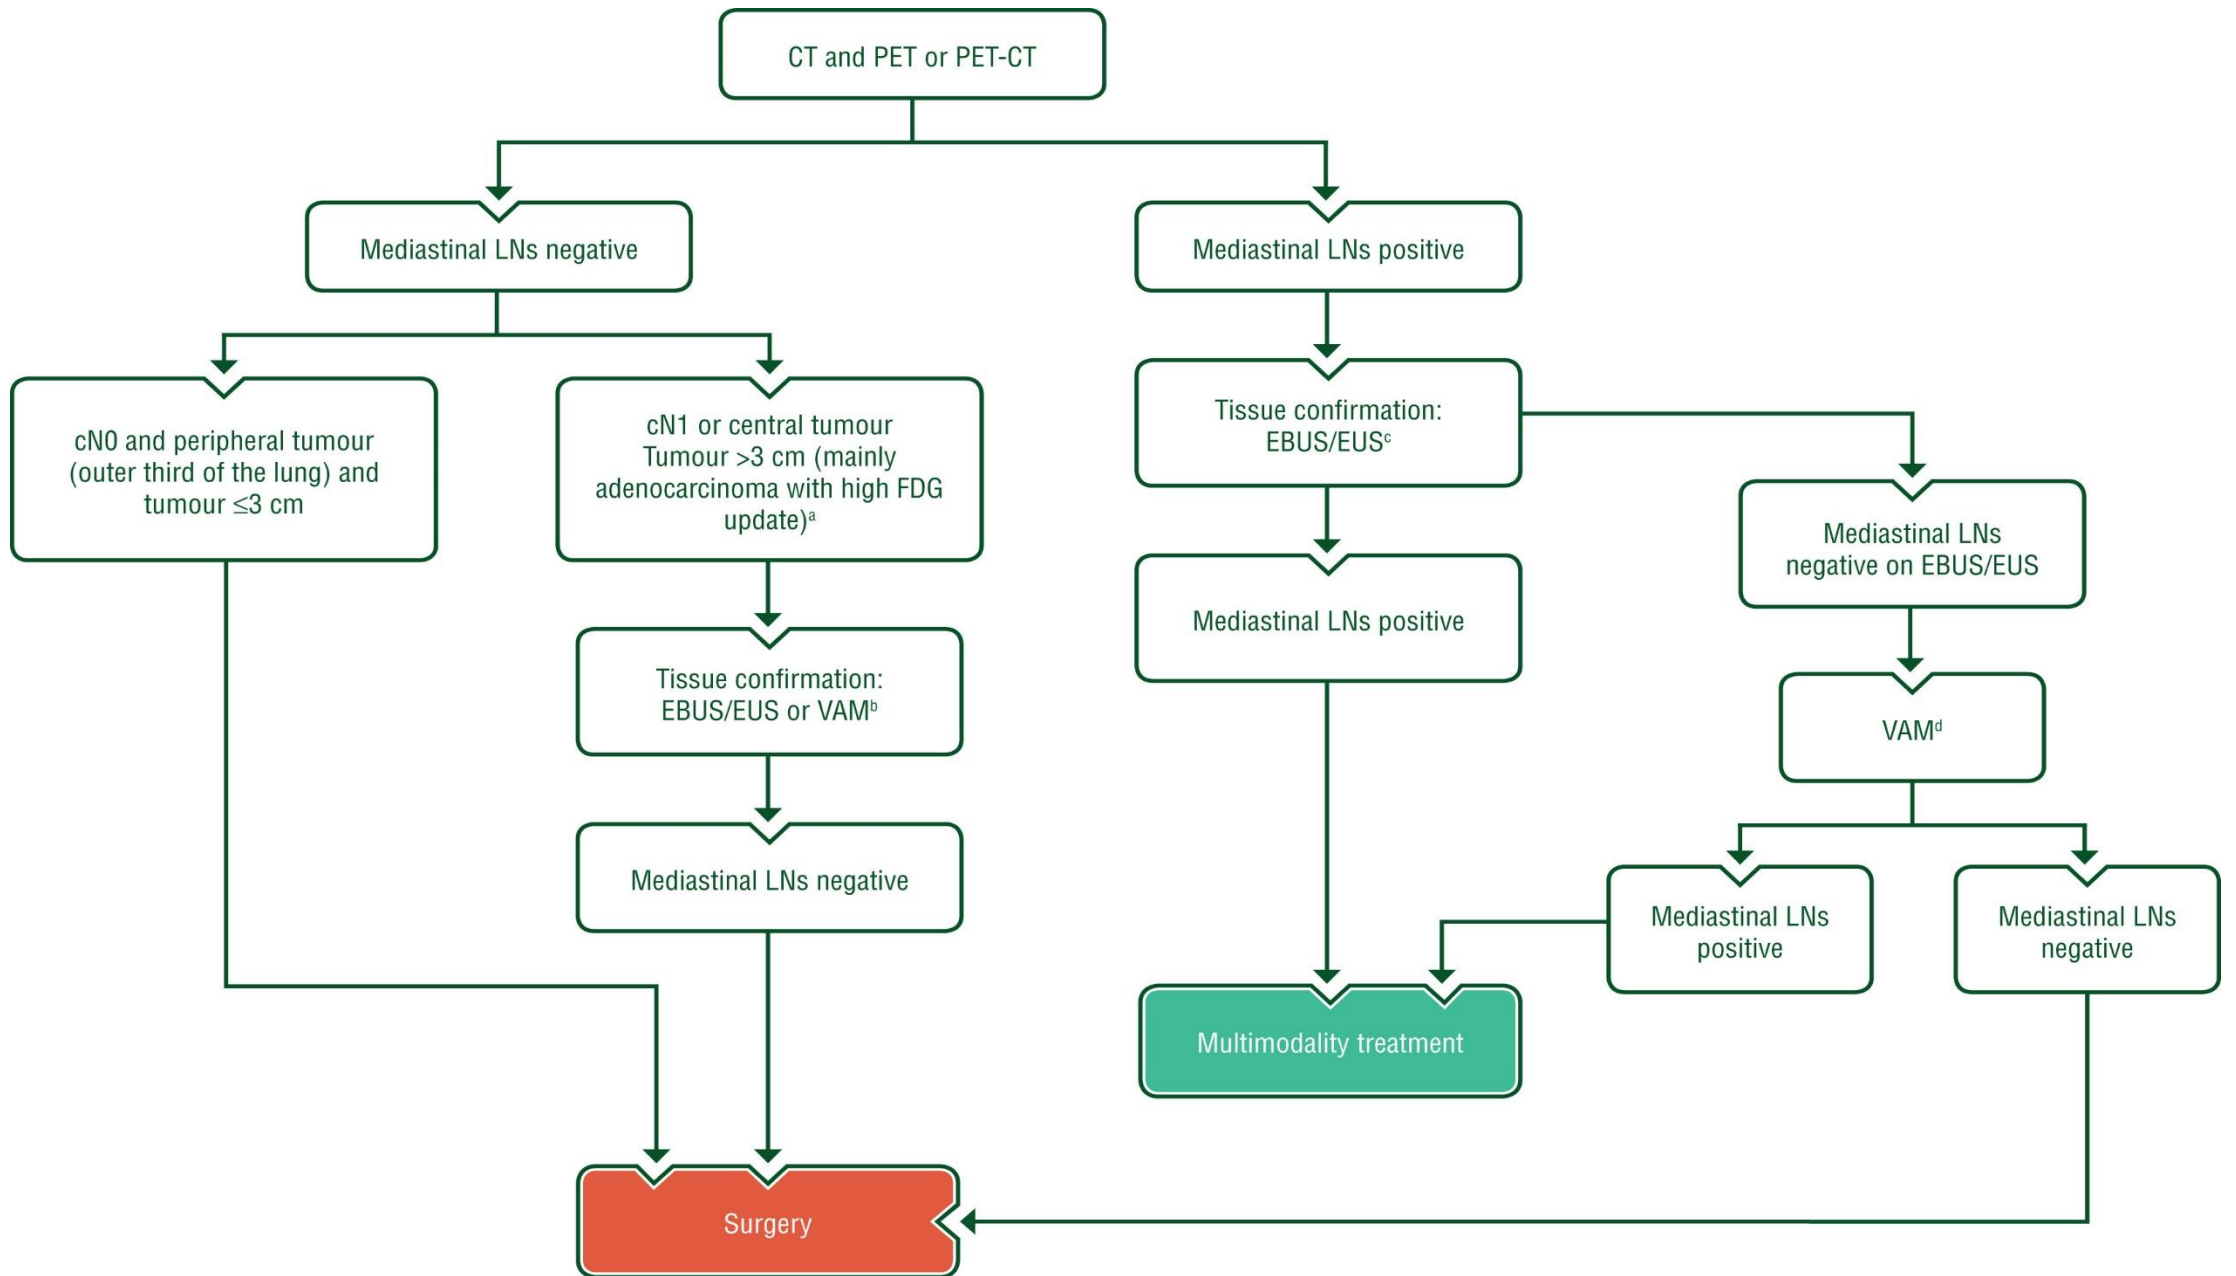 CT and PET or PET-CT
Mediastinal LNs negative
Mediastinal LNs positive
cN0 and peripheral tumour
(outer third of the lung) and
tumour ≤3 cm
cN1 or central tumour
Tumour >3 cm (mainly
adenocarcinoma with high FDG
update)ᵃ
Tissue confirmation:
EBUS/EUSᶜ
Mediastinal LNs
negative on EBUS/EUS
Mediastinal LNs positive
Tissue confirmation:
EBUS/EUS or VAMᵇ
VAMᵈ
Mediastinal LNs negative
Mediastinal LNs
positive
Mediastinal LNs
negative
Multimodality treatment
Surgery